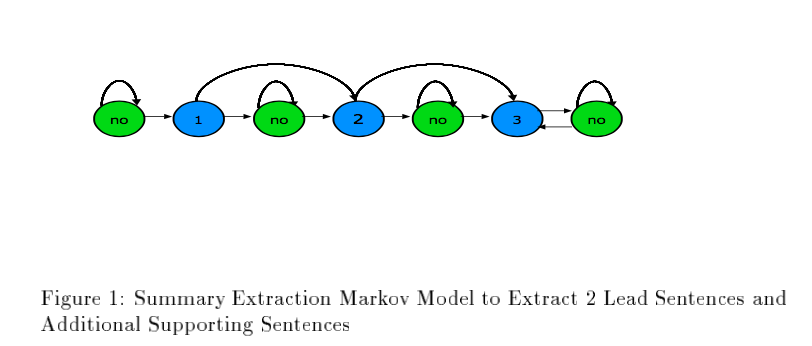 no 1 no 2 no 3 no
Figure 1: Summary Extraction Markov Model to Extract 2 Lead Sentences and
Additional Supporting Sentences